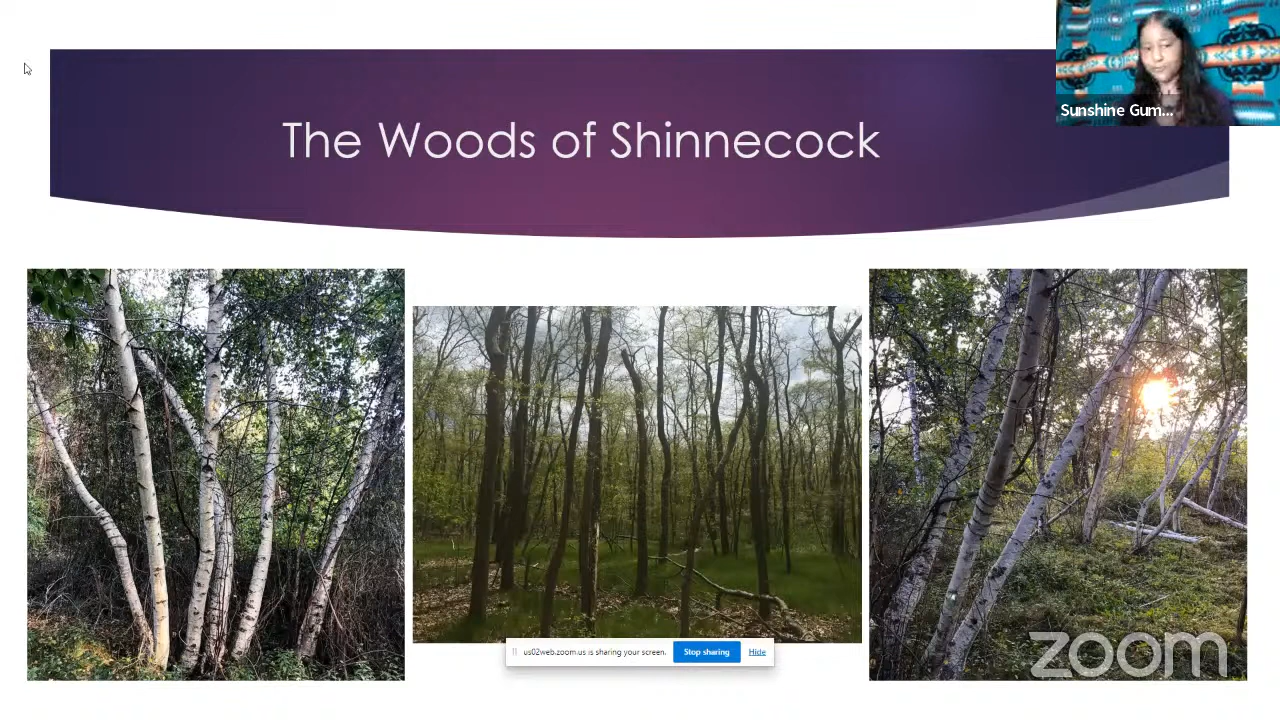 The Woods of Shinnecock
Sunshine Gum...
us02web.zoom.us is sharing your screen.
Stop sharing
Hide
zoom